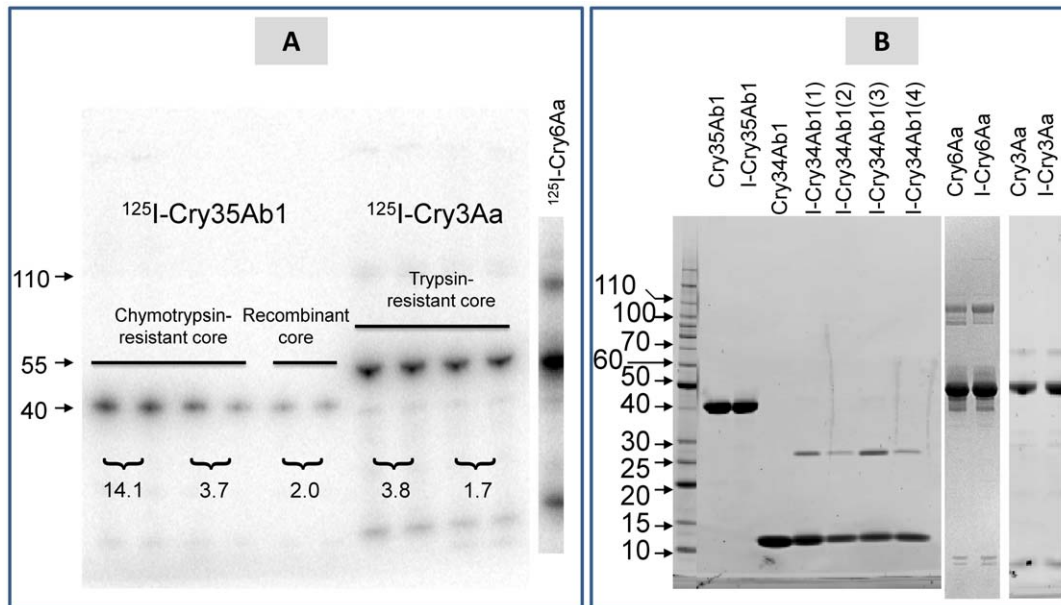 A
¹²⁵I-Cry35Ab1
¹²⁵I-Cry3Aa
¹²⁵I-Cry6Aa
Trypsin-
resistant core
Chymotrypsin-
resistant core
Recombinant
core
110
55
40
14.1
3.7
2.0
3.8
1.7
B
Cry35Ab1
I-Cry35Ab1
Cry34Ab1
I-Cry34Ab1(1)
I-Cry34Ab1(2)
I-Cry34Ab1(3)
I-Cry34Ab1(4)
Cry6Aa
I-Cry6Aa
Cry3Aa
I-Cry3Aa
110
100
70
60
50
40
30
25
20
15
10